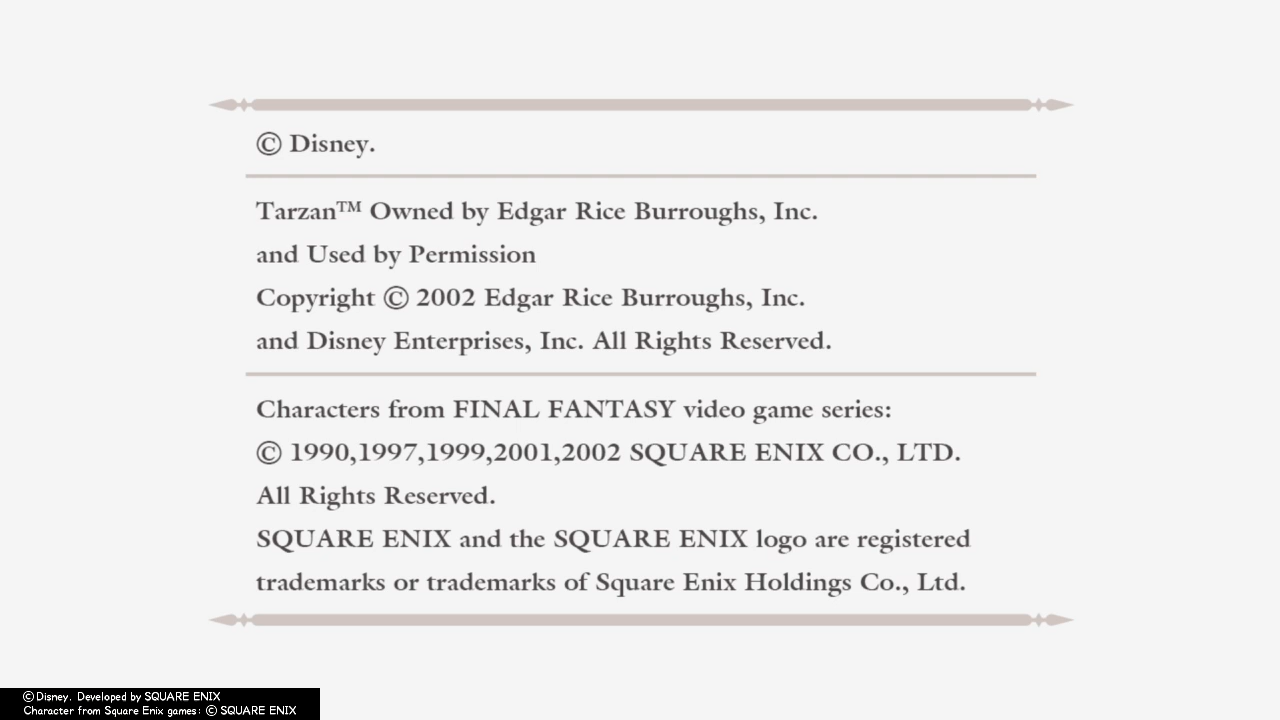 © Disney.
Tarzan™ Owned by Edgar Rice Burroughs, Inc.
and Used by Permission
Copyright © 2002 Edgar Rice Burroughs, Inc.
and Disney Enterprises, Inc. All Rights Reserved.
Characters from FINAL FANTASY video game series:
© 1990,1997,1999,2001,2002 SQUARE ENIX CO., LTD.
All Rights Reserved.
SQUARE ENIX and the SQUARE ENIX logo are registered
trademarks or trademarks of Square Enix Holdings Co., Ltd.
© Disney. Developed by SQUARE ENIX
Character from Square Enix games: © SQUARE ENIX